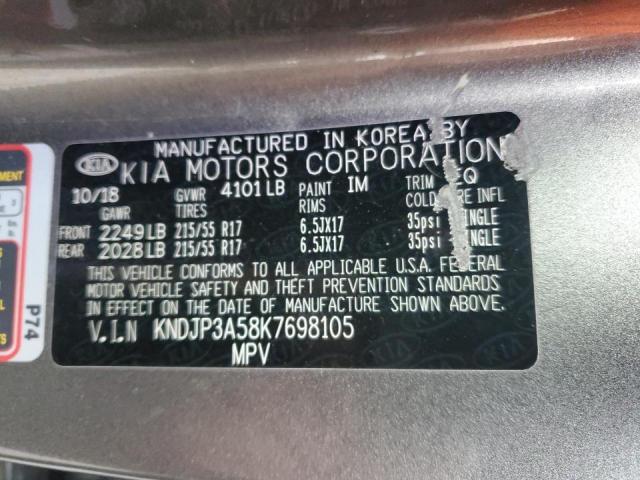 MANUFACTURED IN KOREA BY
KIA KIA MOTORS CORPORATION
10/18 GVWR 4101 LB PAINT IM TRIM EQ
GAWR TIRES RIMS COLD INFL
FRONT 2249 LB 215/55 R17 6.5JX17 35psi
REAR 2028 LB 215/55 R17 6.5JX17 35psi
THIS VEHICLE CONFORMS TO ALL APPLICABLE U.S.A. FEDERAL
MOTOR VEHICLE SAFETY AND THEFT PREVENTION STANDARDS
IN EFFECT ON THE DATE OF MANUFACTURE SHOWN ABOVE.
V.I.N KNDJP3A58K7698105
MPV
P74